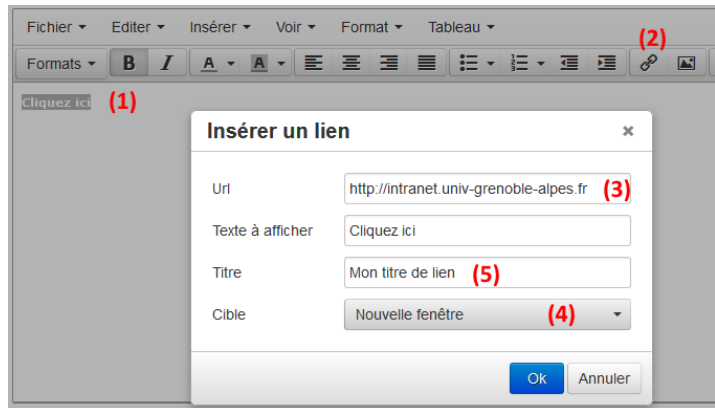 Fichier Editer Insérer Voir Format Tableau
(2)
Formats B I A A
Cliquez ici (1)
Insérer un lien ×
Url http://intranet.univ-grenoble-alpes.fr (3)
Texte à afficher Cliquez ici
Titre Mon titre de lien (5)
Cible Nouvelle fenêtre (4)
Ok Annuler